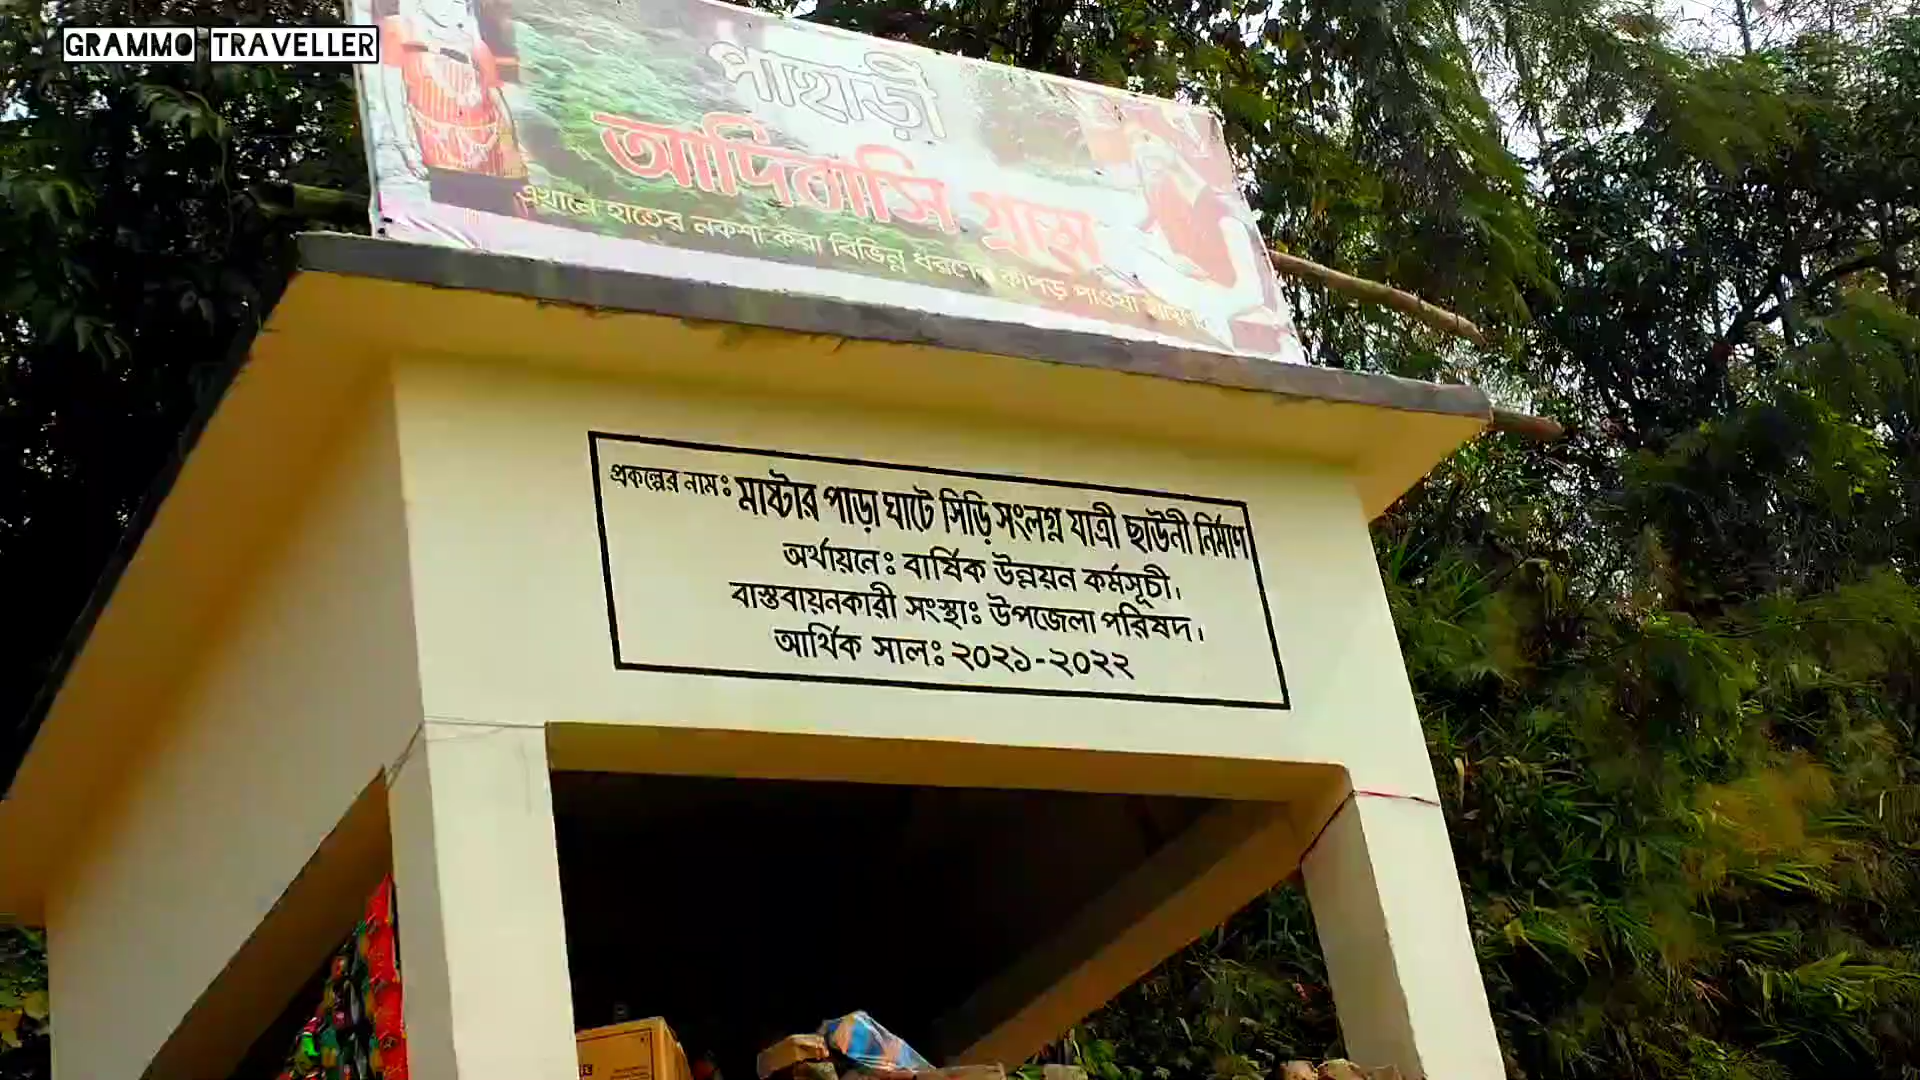 GRAMMO TRAVELLER
পাহাড়ী
আদিবাসি গ্রাম
এখানে হাতের নকশা করা বিভিন্ন ধরণের কাপড় পাওয়া
প্রকল্পের নাম: মাষ্টার পাড়া ঘাটে সিড়ি সংলগ্ন যাত্রী ছাউনী নির্মাণ
অর্থায়নে: বার্ষিক উন্নয়ন কর্মসূচী।
বাস্তবায়নকারী সংস্থা: উপজেলা পরিষদ।
আর্থিক সাল: ২০২১-২০২২